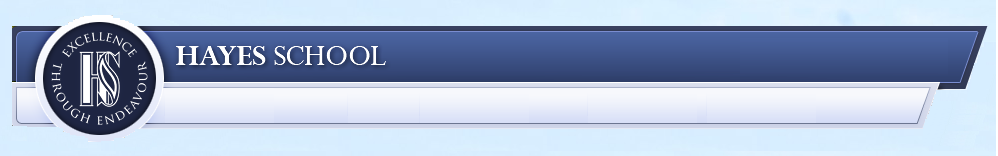 EXCELLENCE
HS
THROUGH ENDEAVOUR
HAYES SCHOOL